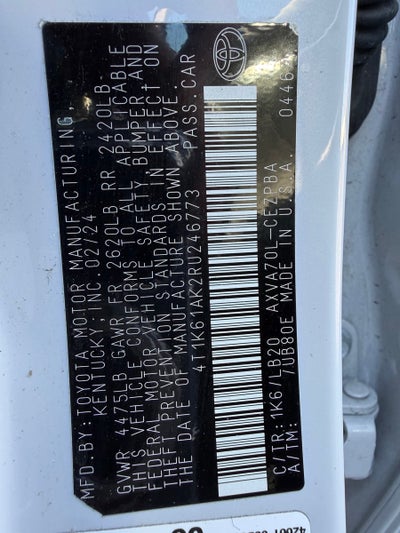 MFD.BY:TOYOTA MOTOR MANUFACTURING,
KENTUCKY,INC 02/24
GVWR 4475LB GAWR FR 2620LB RR 2420LB
THIS VEHICLE CONFORMS TO ALL APPLICABLE
FEDERAL MOTOR VEHICLE SAFETY,BUMPER,AND
THEFT PREVENTION STANDARDS IN EFFECT ON
THE DATE OF MANUFACTURE SHOWN ABOVE.
4T1K61AK2RU246773 PASS.CAR
C/TR:1K6/LB20 AXVA70L-CEZPBA
A/TM: /UB80E MADE IN U.S.A. 0446